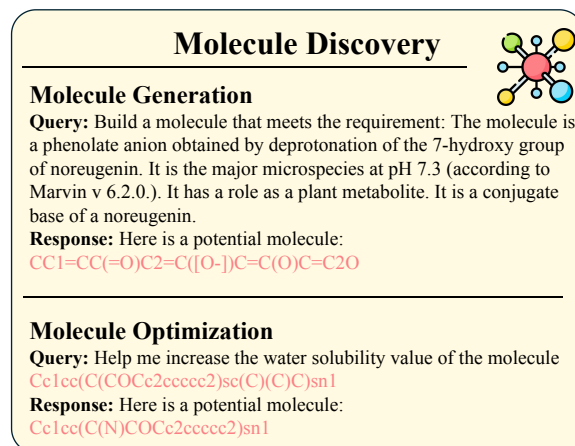 Molecule Discovery
Molecule Generation
Query: Build a molecule that meets the requirement: The molecule is
a phenolate anion obtained by deprotonation of the 7-hydroxy group
of noreugenin. It is the major microspecies at pH 7.3 (according to
Marvin v 6.2.0.). It has a role as a plant metabolite. It is a conjugate
base of a noreugenin.
Response: Here is a potential molecule:
CC1=CC(=O)C2=C([O-])C=C(O)C=C2O
Molecule Optimization
Query: Help me increase the water solubility value of the molecule
Cc1cc(C(COCc2ccccc2)sc(C)(C)C)sn1
Response: Here is a potential molecule:
Cc1cc(C(N)COCc2ccccc2)sn1